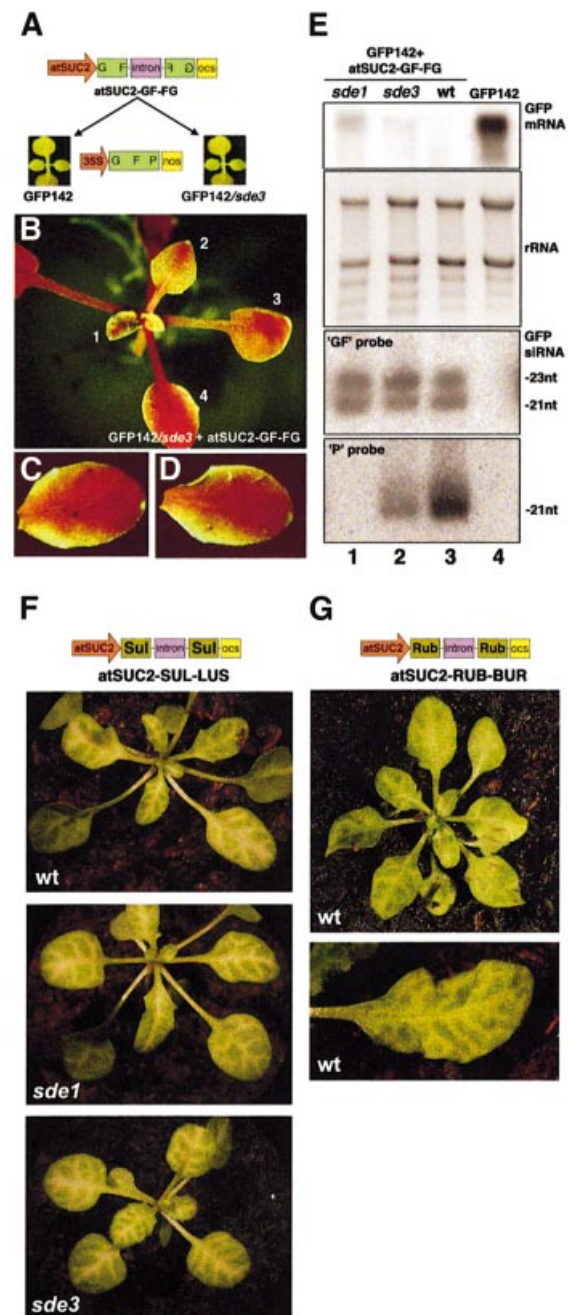 A
atSUC2 G F intron F G ocs
atSUC2-GF-FG
35S G F P nos
GFP142 GFP142/sde3
B
1
2
3
4
GFP142/sde3 + atSUC2-GF-FG
C
D
E
GFP142+
atSUC2-GF-FG GFP142
sde1 sde3 wt
GFP
mRNA
rRNA
'GF' probe
GFP
siRNA
-23nt
-21nt
'P' probe
-21nt
1 2 3 4
F
atSUC2 Sul intron Sul ocs
atSUC2-SUL-LUS
wt
sde1
sde3
G
atSUC2 Rub intron Rub ocs
atSUC2-RUB-BUR
wt
wt